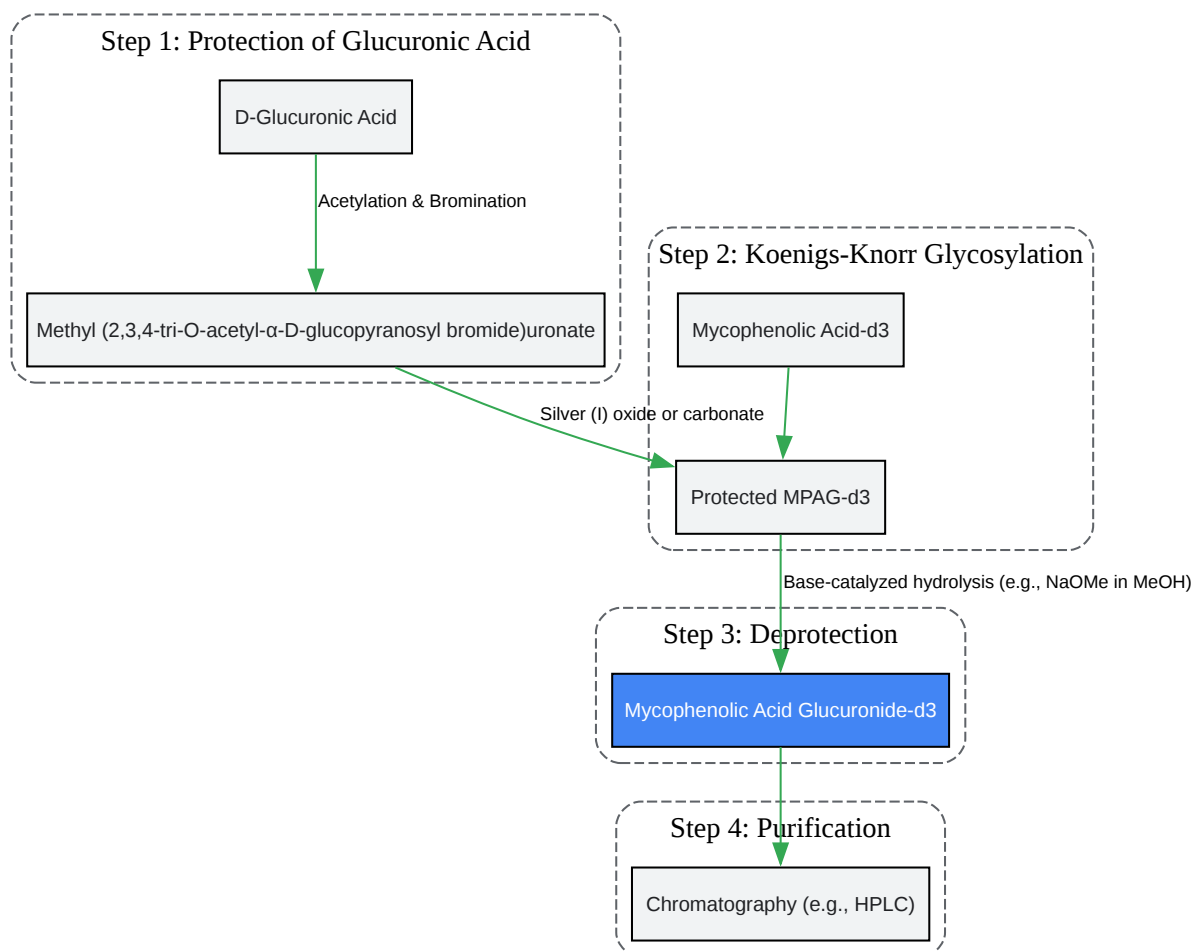 Step 1: Protection of Glucuronic Acid
D-Glucuronic Acid
Acetylation & Bromination
Methyl (2,3,4-tri-O-acetyl-α-D-glucopyranosyl bromide)uronate
Step 2: Koenigs-Knorr Glycosylation
Mycophenolic Acid-d3
Silver (I) oxide or carbonate
Protected MPAG-d3
Base-catalyzed hydrolysis (e.g., NaOMe in MeOH)
Step 3: Deprotection
Mycophenolic Acid Glucuronide-d3
Step 4: Purification
Chromatography (e.g., HPLC)